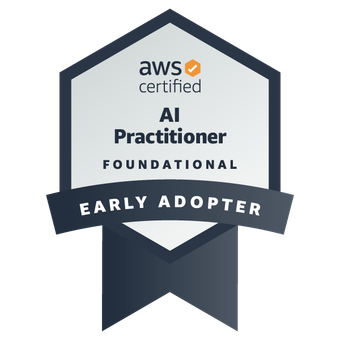 aws
certified
AI
Practitioner
FOUNDATIONAL
EARLY ADOPTER